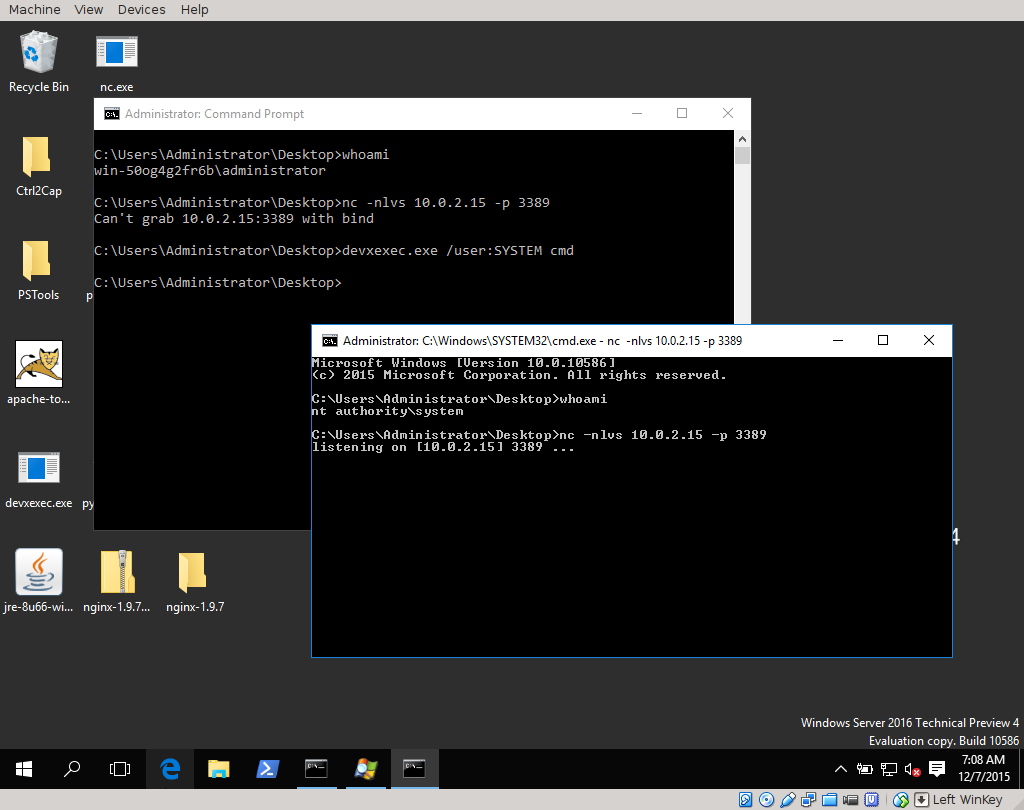 Machine View Devices Help
Recycle Bin
nc.exe
Administrator: Command Prompt
C:\Users\Administrator\Desktop>whoami
win-50og4g2fr6b\administrator
C:\Users\Administrator\Desktop>nc -nlvs 10.0.2.15 -p 3389
Can't grab 10.0.2.15:3389 with bind
C:\Users\Administrator\Desktop>devxexec.exe /user:SYSTEM cmd
C:\Users\Administrator\Desktop>
Ctrl2Cap
PSTools
p
apache-to...
devxexec.exe
py
Administrator: C:\Windows\SYSTEM32\cmd.exe - nc -nlvs 10.0.2.15 -p 3389
Microsoft Windows [Version 10.0.10586]
(c) 2015 Microsoft Corporation. All rights reserved.
C:\Users\Administrator\Desktop>whoami
nt authority\system
C:\Users\Administrator\Desktop>nc -nlvs 10.0.2.15 -p 3389
listening on [10.0.2.15] 3389 ...
4
jre-8u66-wi...
nginx-1.9.7...
nginx-1.9.7
Windows Server 2016 Technical Preview 4
Evaluation copy. Build 10586
7:08 AM
12/7/2015
Left WinKey